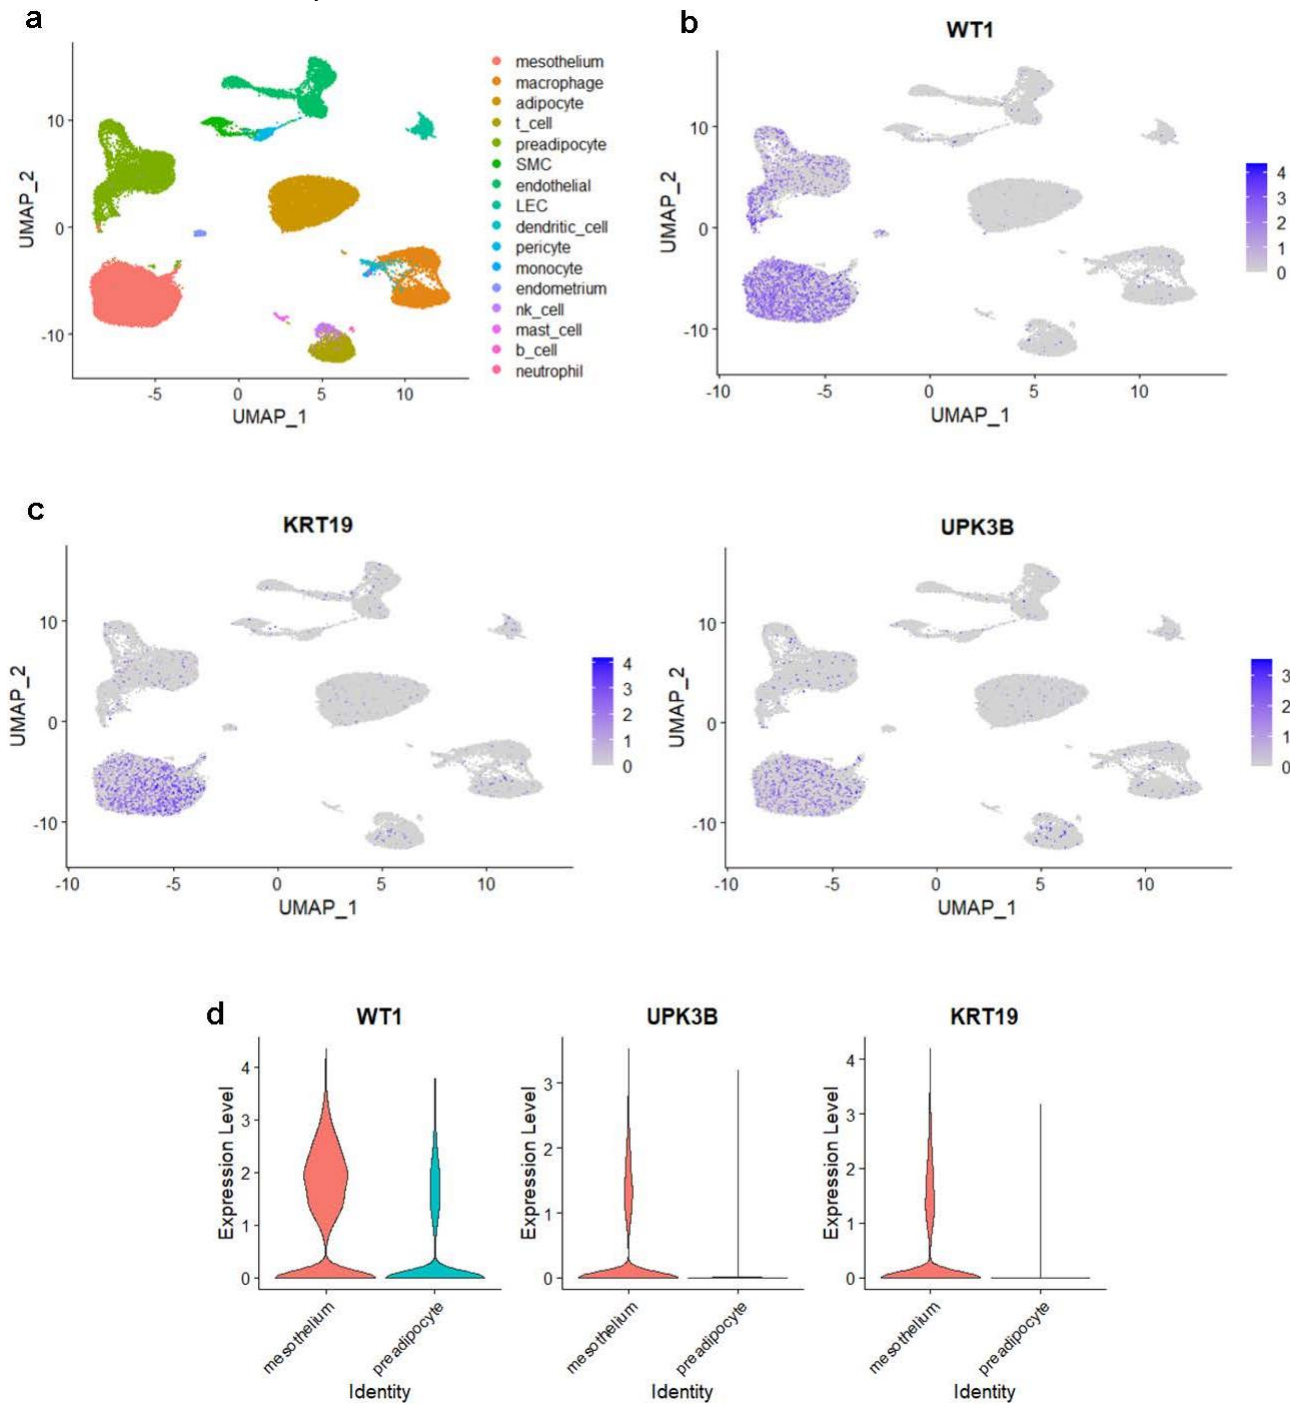 a
10
0
-10
-5
0
5
10
UMAP_2
UMAP_1
mesothelium
macrophage
adipocyte
t_cell
preadipocyte
SMC
endothelial
LEC
dendritic_cell
pericyte
monocyte
endometrium
nk_cell
mast_cell
b_cell
neutrophil
b
WT1
10
0
-10
-10
-5
0
5
10
UMAP_2
UMAP_1
4
3
2
1
0
c
KRT19
10
0
-10
-10
-5
0
5
10
UMAP_2
UMAP_1
4
3
2
1
0
UPK3B
10
0
-10
-10
-5
0
5
10
UMAP_2
UMAP_1
3
2
1
0
d
WT1
4
3
2
1
0
Expression Level
mesothelium
preadipocyte
Identity
UPK3B
3
2
1
0
Expression Level
mesothelium
preadipocyte
Identity
KRT19
4
3
2
1
0
Expression Level
mesothelium
preadipocyte
Identity